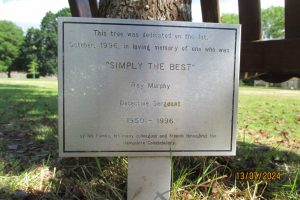 This tree was dedicated on the 1st.
October, 1996, in loving memory of one who was
"SIMPLY THE BEST"
Ray Murphy
Detective Sergeant
1950 - 1996
by his family, his many colleagues and friends throughout the
Hampshire Constabulary.
13/07/2024